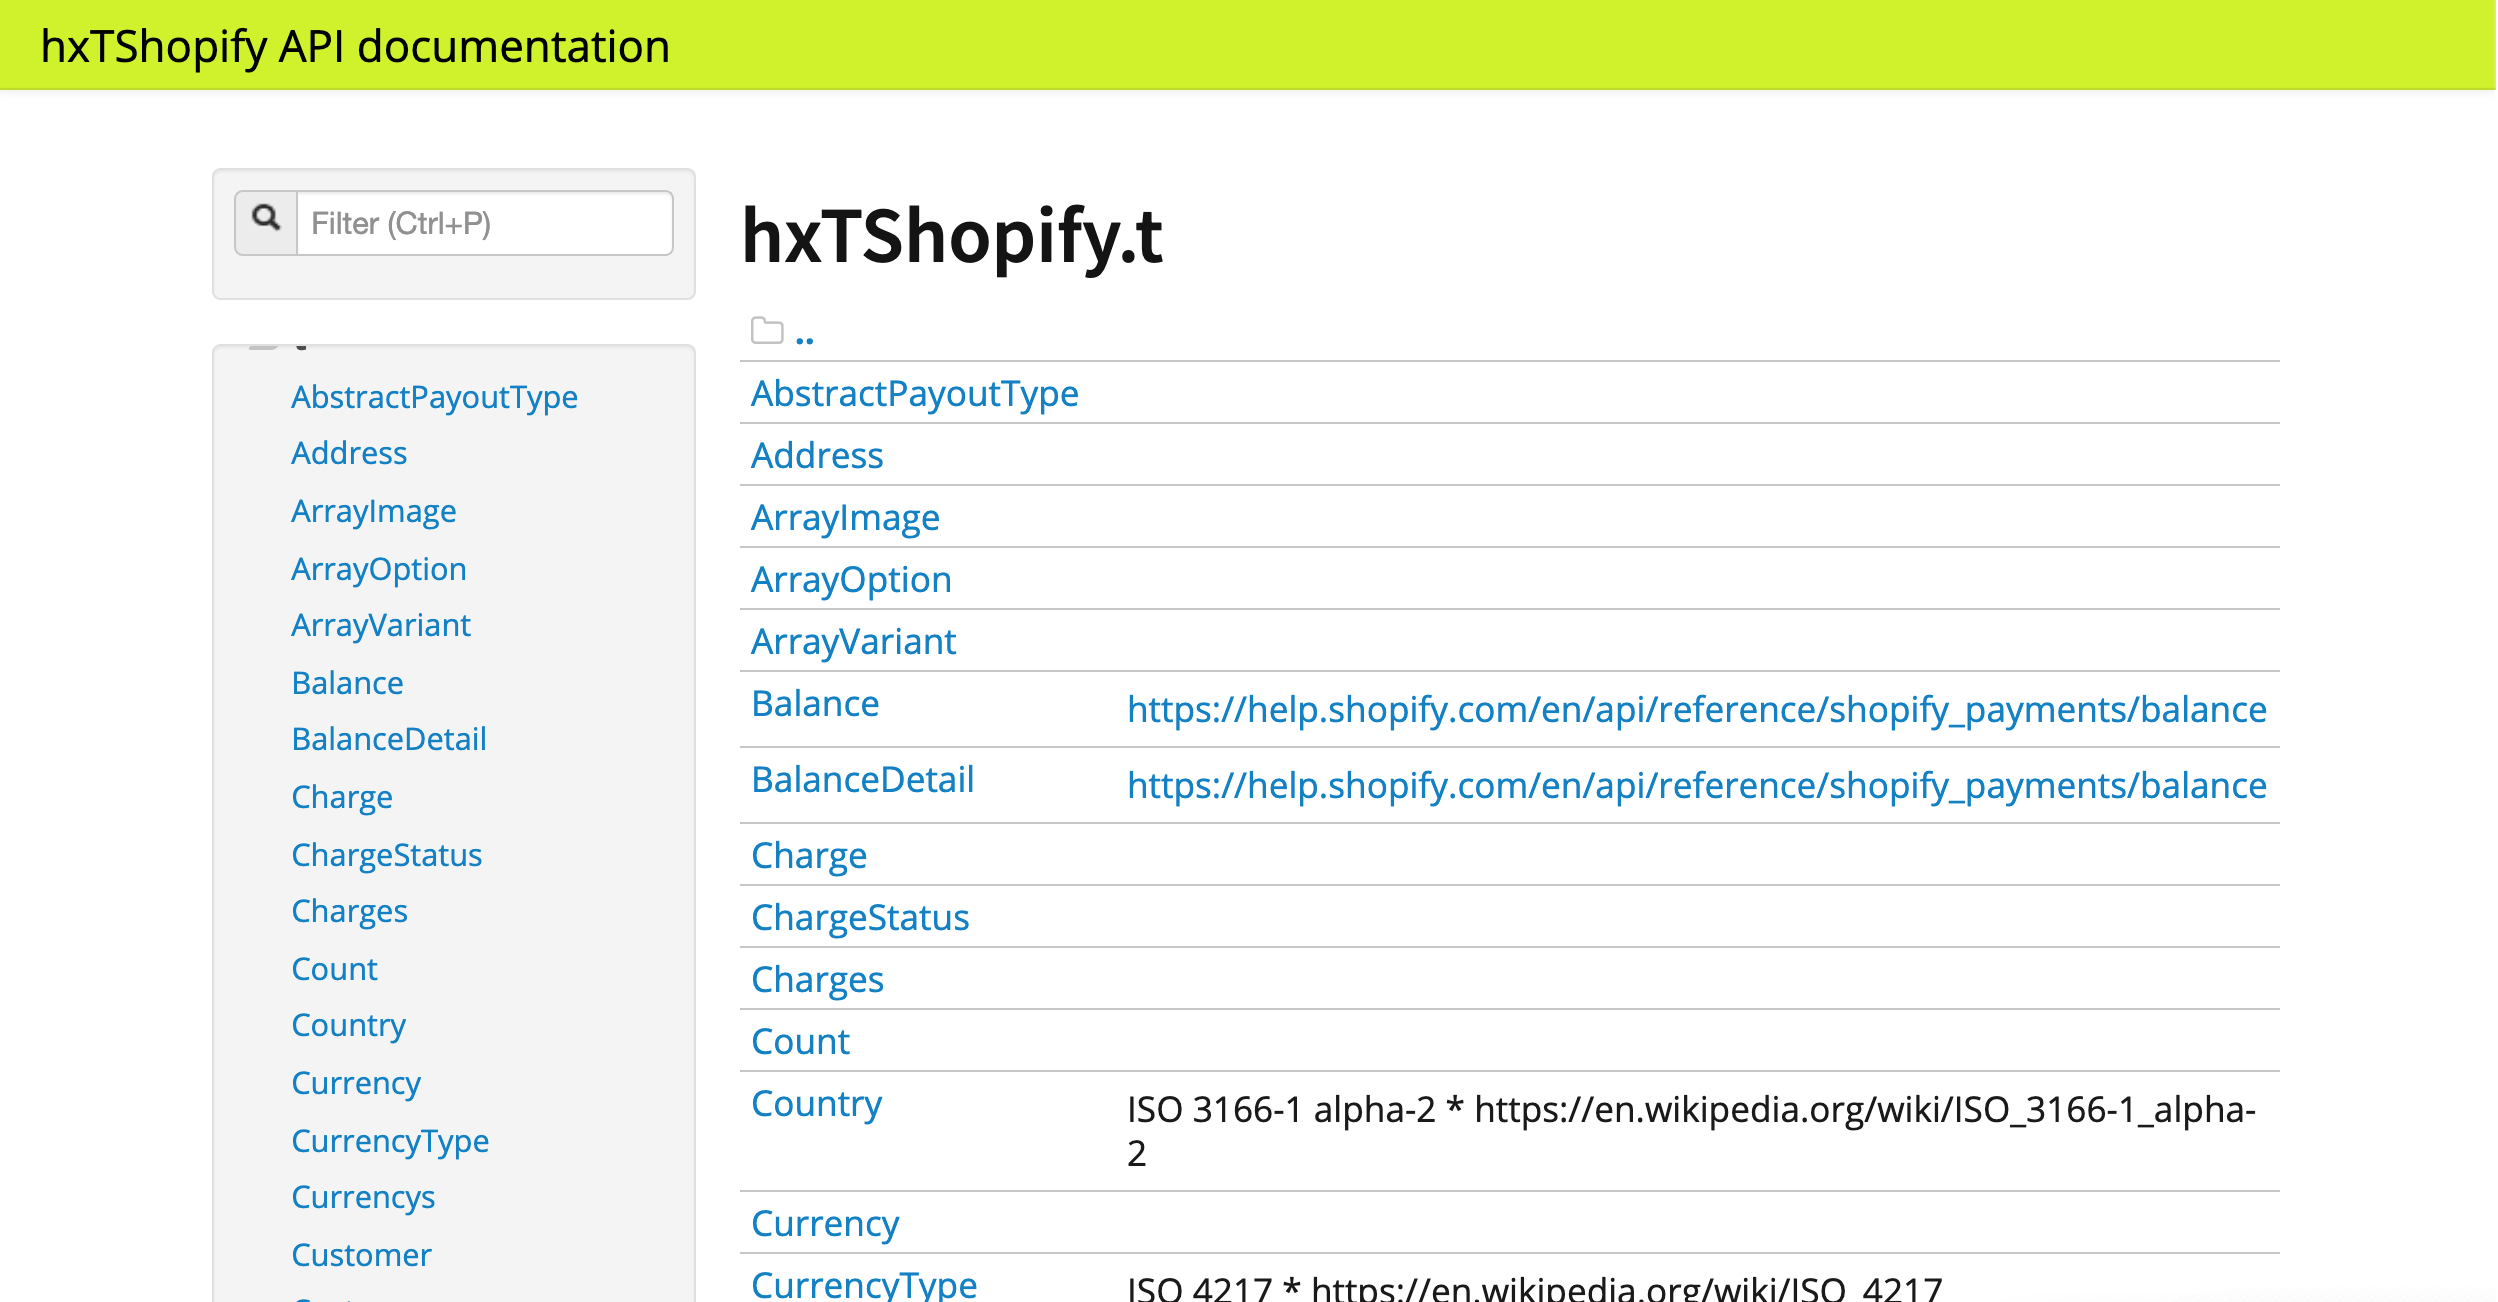 hxTShopify API documentation
Filter (Ctrl+P)
AbstractPayoutType
Address
ArrayImage
ArrayOption
ArrayVariant
Balance
BalanceDetail
Charge
ChargeStatus
Charges
Count
Country
Currency
CurrencyType
Currencys
Customer
hxTShopify.t
..
AbstractPayoutType
Address
ArrayImage
ArrayOption
ArrayVariant
Balance https://help.shopify.com/en/api/reference/shopify_payments/balance
BalanceDetail https://help.shopify.com/en/api/reference/shopify_payments/balance
Charge
ChargeStatus
Charges
Count
Country ISO 3166-1 alpha-2 * https://en.wikipedia.org/wiki/ISO_3166-1_alpha-
2
Currency
CurrencyType ISO 4217 * https://en.wikipedia.org/wiki/ISO_4217